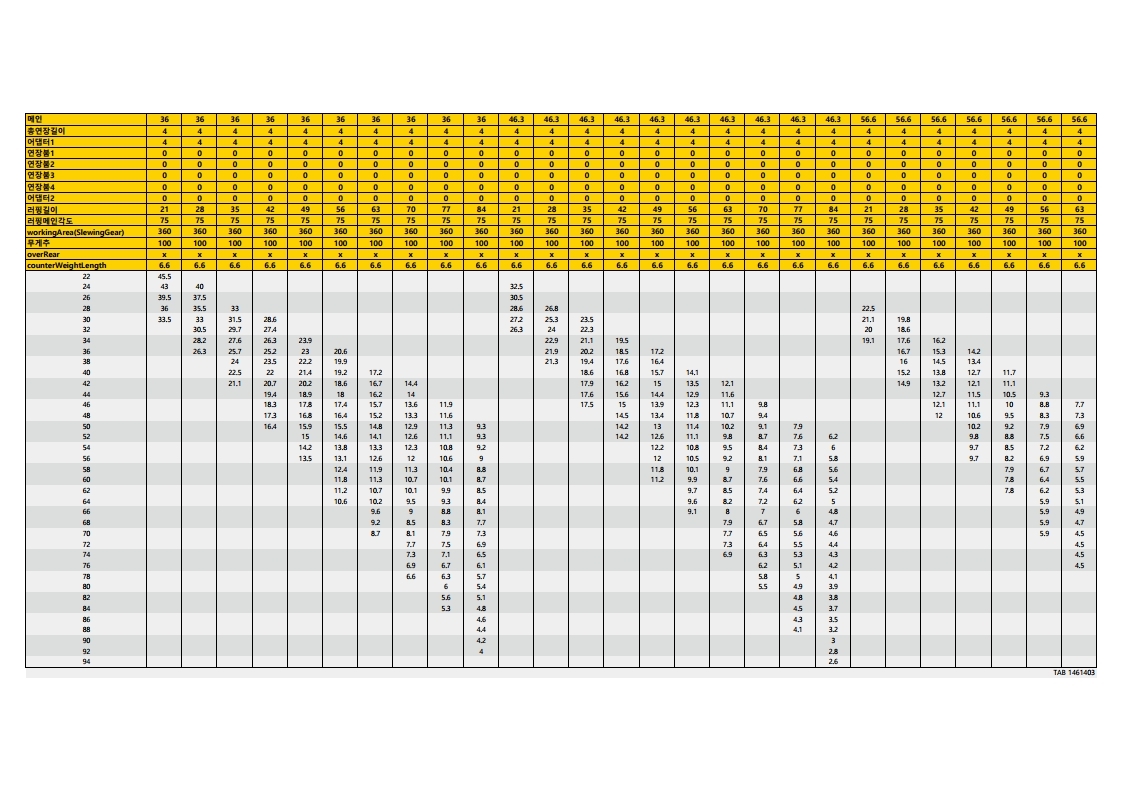 메인 36 36 36 36 36 36 36 36 36 36 46.3 46.3 46.3 46.3 46.3 46.3 46.3 46.3 46.3 46.3 56.6 56.6 56.6 56.6 56.6 56.6 56.6
총연장길이 4 4 4 4 4 4 4 4 4 4 4 4 4 4 4 4 4 4 4 4 4 4 4 4 4 4 4
어댑터1 4 4 4 4 4 4 4 4 4 4 4 4 4 4 4 4 4 4 4 4 4 4 4 4 4 4 4
연장붐1 0 0 0 0 0 0 0 0 0 0 0 0 0 0 0 0 0 0 0 0 0 0 0 0 0 0 0
연장붐2 0 0 0 0 0 0 0 0 0 0 0 0 0 0 0 0 0 0 0 0 0 0 0 0 0 0 0
연장붐3 0 0 0 0 0 0 0 0 0 0 0 0 0 0 0 0 0 0 0 0 0 0 0 0 0 0 0
연장붐4 0 0 0 0 0 0 0 0 0 0 0 0 0 0 0 0 0 0 0 0 0 0 0 0 0 0 0
어댑터2 0 0 0 0 0 0 0 0 0 0 0 0 0 0 0 0 0 0 0 0 0 0 0 0 0 0 0
러핑길이 21 28 35 42 49 56 63 70 77 84 21 28 35 42 49 56 63 70 77 84 21 28 35 42 49 56 63
러핑메인각도 75 75 75 75 75 75 75 75 75 75 75 75 75 75 75 75 75 75 75 75 75 75 75 75 75 75 75
workingArea(SlewingGear) 360 360 360 360 360 360 360 360 360 360 360 360 360 360 360 360 360 360 360 360 360 360 360 360 360 360 360
무게추 100 100 100 100 100 100 100 100 100 100 100 100 100 100 100 100 100 100 100 100 100 100 100 100 100 100 100
overRear x x x x x x x x x x x x x x x x x x x x x x x x x x x
counterWeightLength 6.6 6.6 6.6 6.6 6.6 6.6 6.6 6.6 6.6 6.6 6.6 6.6 6.6 6.6 6.6 6.6 6.6 6.6 6.6 6.6 6.6 6.6 6.6 6.6 6.6 6.6 6.6
22 45.5
24 43 40 32.5
26 39.5 37.5 30.5
28 36 35.5 33 28.6 26.8 22.5
30 33.5 33 31.5 28.6 27.2 25.3 23.5 21.1 19.8
32 30.5 29.7 27.4 26.3 24 22.3 20 18.6
34 28.2 27.6 26.3 23.9 22.9 21.1 19.5 19.1 17.6 16.2
36 26.3 25.7 25.2 23 20.6 21.9 20.2 18.5 17.2 16.7 15.3 14.2
38 24 23.5 22.2 19.9 21.3 19.4 17.6 16.4 16 14.5 13.4
40 22.5 22 21.4 19.2 17.2 18.6 16.8 15.7 14.1 15.2 13.8 12.7 11.7
42 21.1 20.7 20.2 18.6 16.7 14.4 17.9 16.2 15 13.5 12.1 14.9 13.2 12.1 11.1
44 19.4 18.9 18 16.2 14 17.6 15.6 14.4 12.9 11.6 12.7 11.5 10.5 9.3
46 18.3 17.8 17.4 15.7 13.6 11.9 17.5 15 13.9 12.3 11.1 9.8 12.1 11.1 10 8.8 7.7
48 17.3 16.8 16.4 15.2 13.3 11.6 14.5 13.4 11.8 10.7 9.4 12 10.6 9.5 8.3 7.3
50 16.4 15.9 15.5 14.8 12.9 11.3 9.3 14.2 13 11.4 10.2 9.1 7.9 10.2 9.2 7.9 6.9
52 15 14.6 14.1 12.6 11.1 9.3 14.2 12.6 11.1 9.8 8.7 7.6 6.2 9.8 8.8 7.5 6.6
54 14.2 13.8 13.3 12.3 10.8 9.2 12.2 10.8 9.5 8.4 7.3 6 9.7 8.5 7.2 6.2
56 13.5 13.1 12.6 12 10.6 9 12 10.5 9.2 8.1 7.1 5.8 9.7 8.2 6.9 5.9
58 12.4 11.9 11.3 10.4 8.8 11.8 10.1 9 7.9 6.8 5.6 7.9 6.7 5.7
60 11.8 11.3 10.7 10.1 8.7 11.2 9.9 8.7 7.6 6.6 5.4 7.8 6.4 5.5
62 11.2 10.7 10.1 9.9 8.5 9.7 8.5 7.4 6.4 5.2 7.8 6.2 5.3
64 10.6 10.2 9.5 9.3 8.4 9.6 8.2 7.2 6.2 5 5.9 5.1
66 9.6 9 8.8 8.1 9.1 8 7 6 4.8 5.9 4.9
68 9.2 8.5 8.3 7.7 7.9 6.7 5.8 4.7 5.9 4.7
70 8.7 8.1 7.9 7.3 7.7 6.5 5.6 4.6 5.9 4.5
72 7.7 7.5 6.9 7.3 6.4 5.5 4.4 4.5
74 7.3 7.1 6.5 6.9 6.3 5.3 4.3 4.5
76 6.9 6.7 6.1 6.2 5.1 4.2 4.5
78 6.6 6.3 5.7 5.8 5 4.1
80 6 5.4 5.5 4.9 3.9
82 5.6 5.1 4.8 3.8
84 5.3 4.8 4.5 3.7
86 4.6 4.3 3.5
88 4.4 4.1 3.2
90 4.2 3
92 4 2.8
94 2.6
TAB 1461403